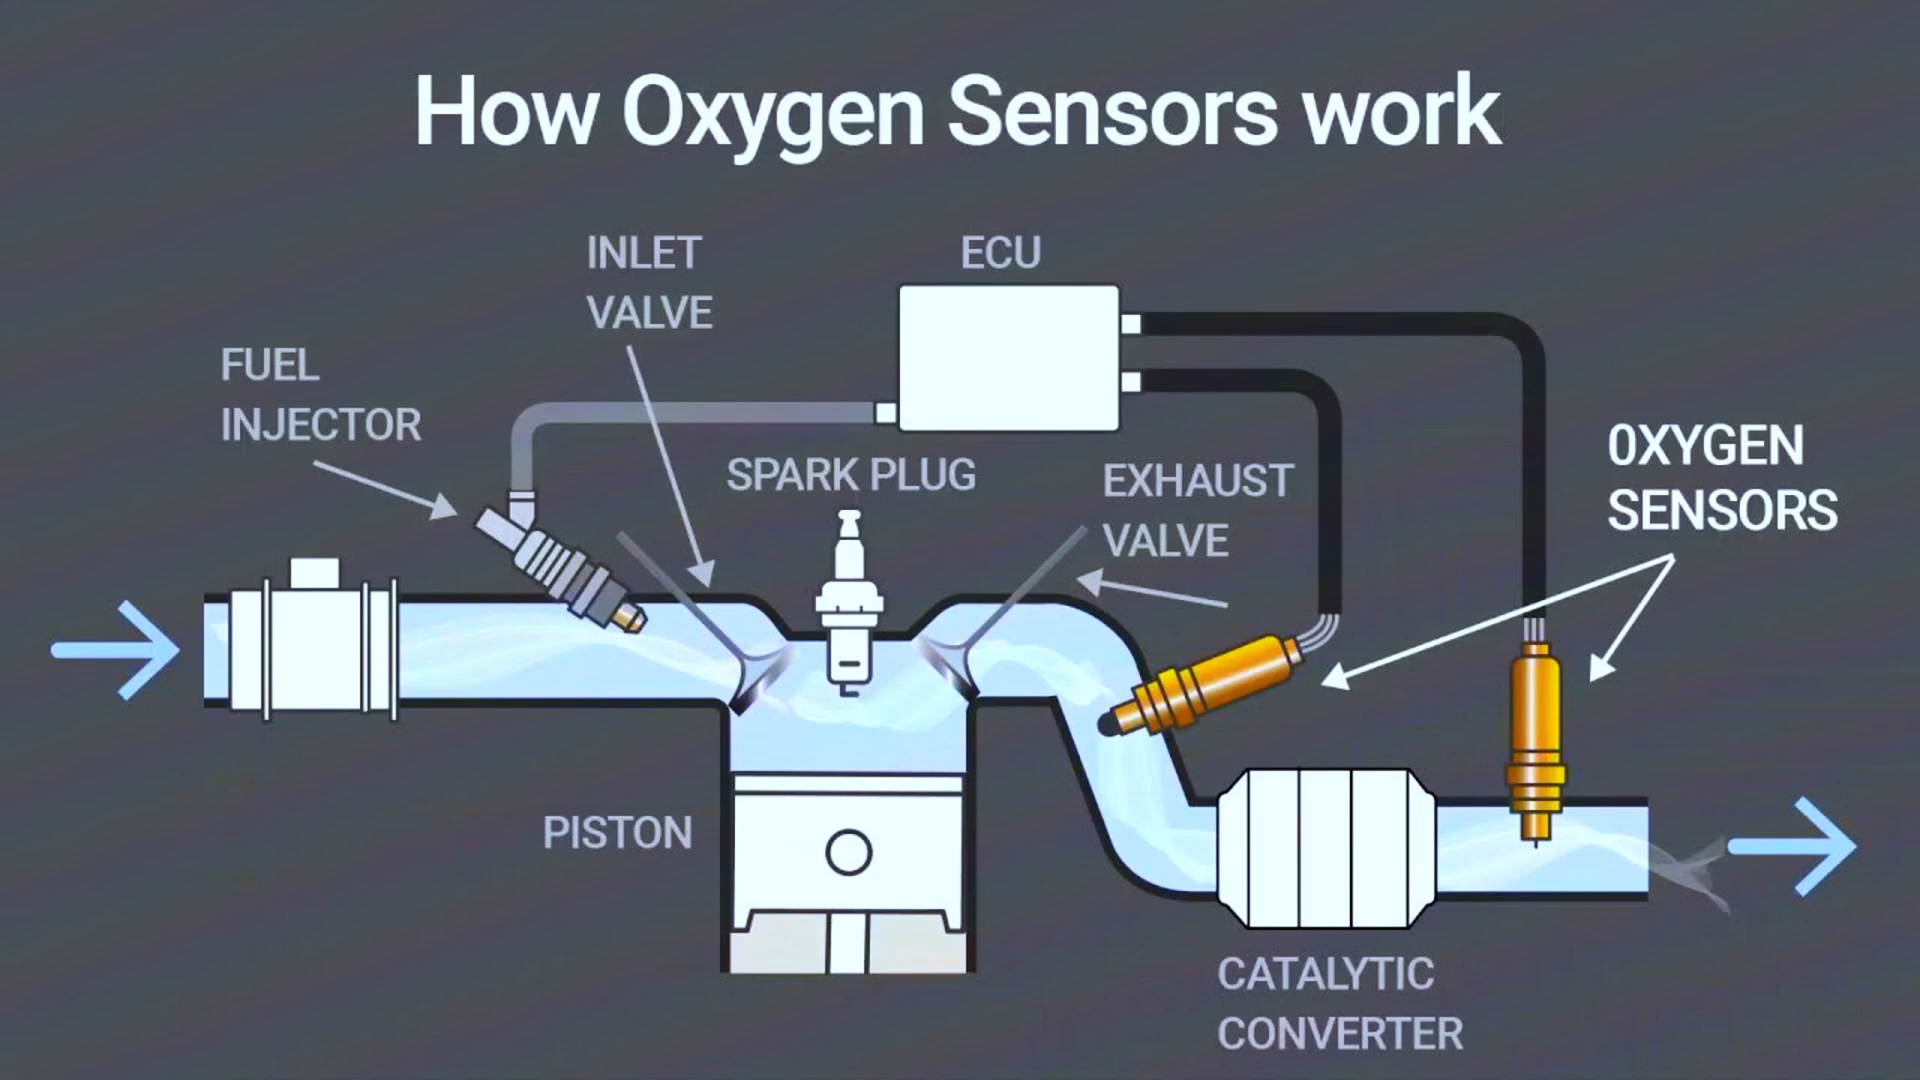 How Oxygen Sensors work
INLET
VALVE
ECU
FUEL
INJECTOR
SPARK PLUG
EXHAUST
VALVE
0XYGEN
SENSORS
PISTON
CATALYTIC
CONVERTER